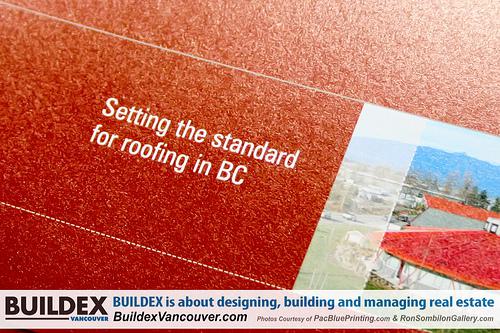 Setting the standard
for roofing in BC
BUILDEX
VANCOUVER
BUILDEX is about designing, building and managing real estate
BuildexVancouver.com
Photos Courtesy of PacBluePrinting.com & RonSombilonGallery.com